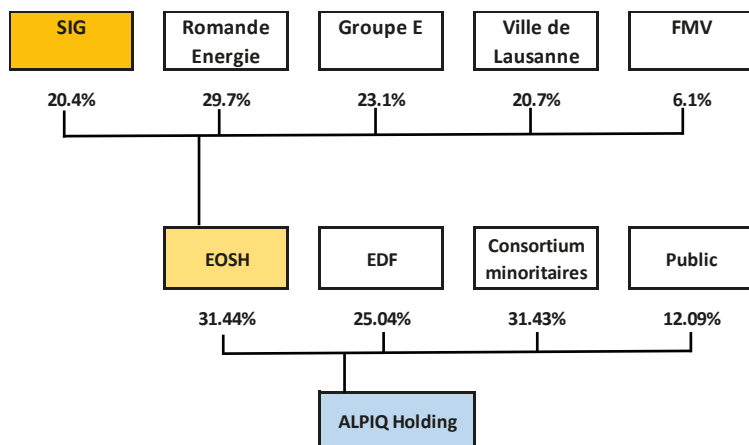 SIG
Romande
Energie
Groupe E
Ville de
Lausanne
FMV
20.4%
29.7%
23.1%
20.7%
6.1%
EOSH
EDF
Consortium
minoritaires
Public
31.44%
25.04%
31.43%
12.09%
ALPIQ Holding